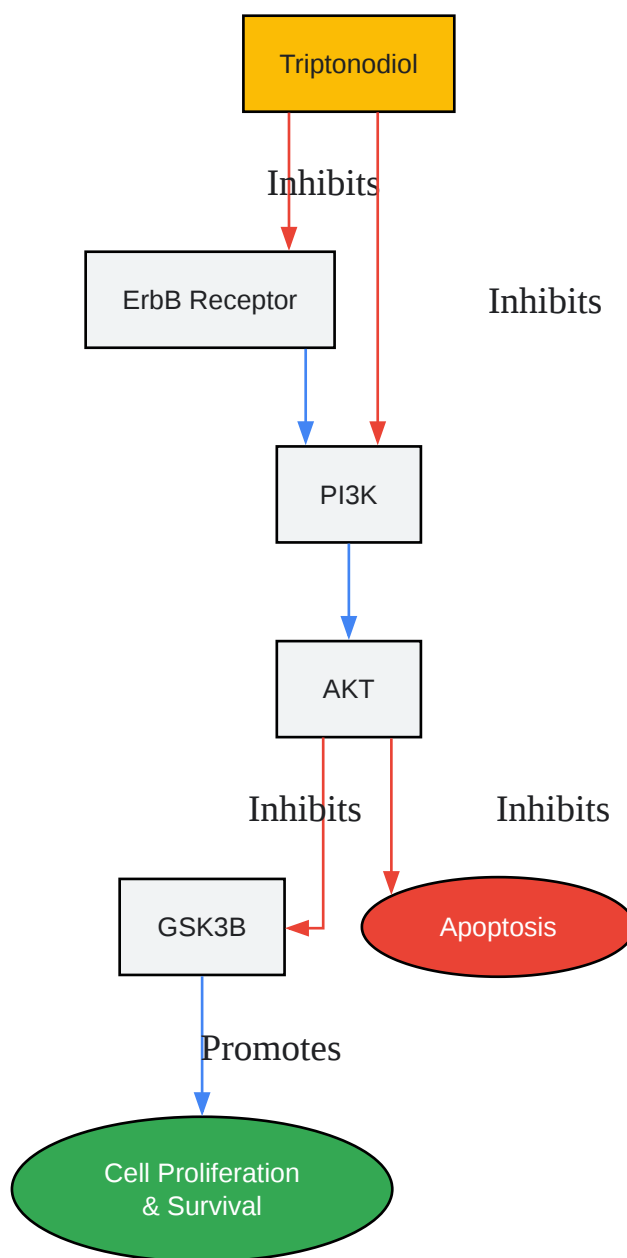 Triptonodiol
Inhibits
ErbB Receptor
Inhibits
PI3K
AKT
Inhibits
Inhibits
GSK3B
Apoptosis
Promotes
Cell Proliferation
& Survival